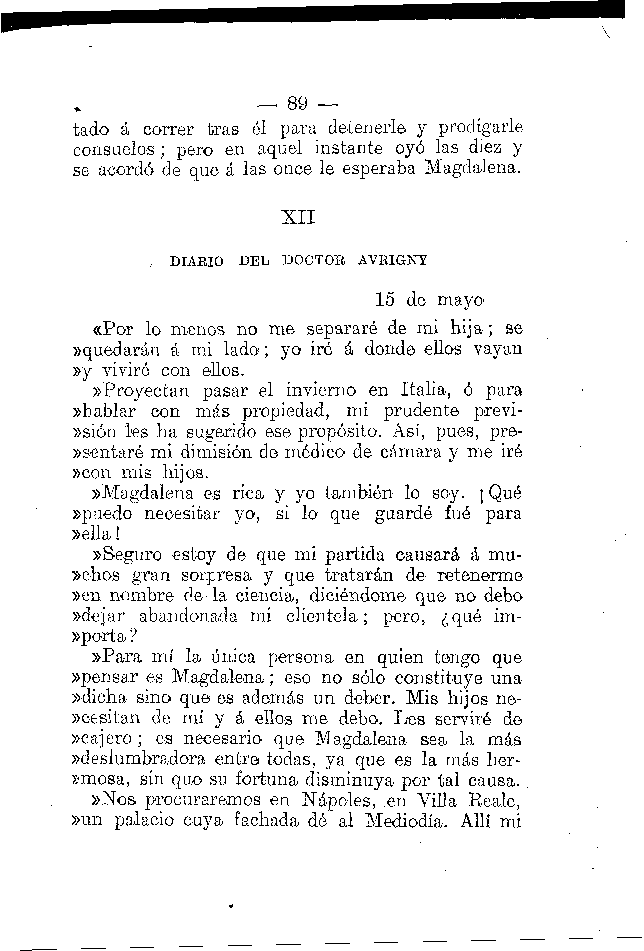 — 89 —
tado á correr tras él para detenerle y prodigarle
consuelos; pero en aquel instante oyó las diez y
se acordó de que á las once le esperaba Magdalena.
XII
DIARIO DEL DOCTOR AVRIGNY
15 de mayo
«Por lo menos no me separaré de mi hija; se
»quedarán á mi lado; yo iré á donde ellos vayan
»y viviré con ellos.
»Proyectan pasar el invierno en Italia, ó para
»hablar con más propiedad, mi prudente previ-
»sión les ha sugerido ese propósito. Así, pues, pre-
»sentaré mi dimisión de médico de cámara y me iré
»con mis hijos.
»Magdalena es rica y yo también lo soy. ¡Qué
»puedo necesitar yo, si lo que guardé fué para
»ella!
»Seguro estoy de que mi partida causará á mu-
»chos gran sorpresa y que tratarán de retenerme
»en nombre de la ciencia, diciéndome que no debo
»dejar abandonada mi clientela; pero, ¿qué im-
»porta?
»Para mí la única persona en quien tengo que
»pensar es Magdalena; eso no sólo constituye una
»dicha sino que es además un deber. Mis hijos ne-
»cesitan de mí y á ellos me debo. Les serviré de
»cajero; es necesario que Magdalena sea la más
»deslumbradora entre todas, ya que es la más her-
»mosa, sin que su fortuna disminuya por tal causa.
»Nos procuraremos en Nápoles, en Villa Reale,
»un palacio cuya fachada dé al Mediodía. Allí mi